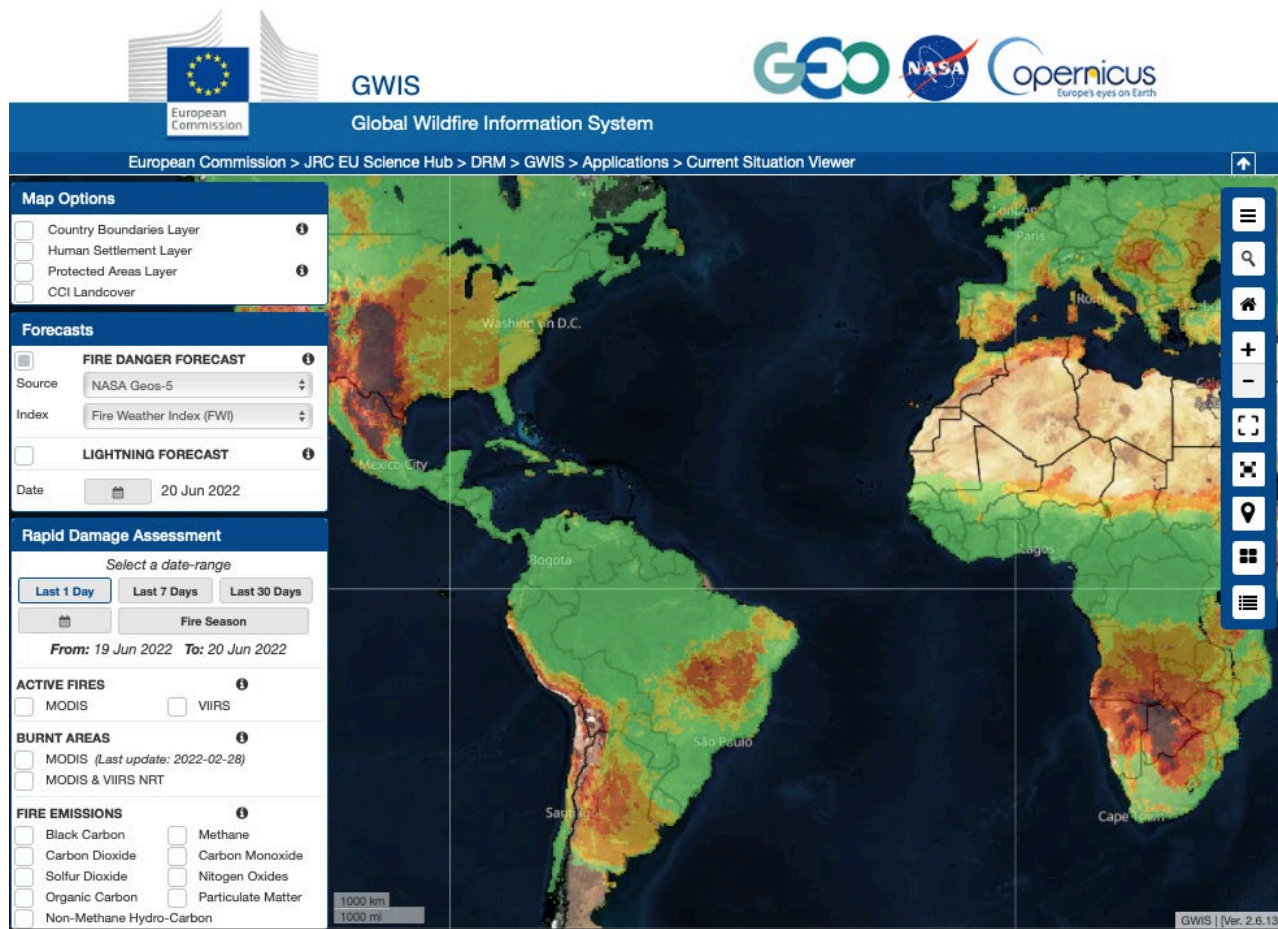 European
Commission
GWIS
GEO
NASA
Copernicus
Europe's eyes on Earth
Global Wildfire Information System
European Commission > JRC EU Science Hub > DRM > GWIS > Applications > Current Situation Viewer
Map Options
Country Boundaries Layer
Human Settlement Layer
Protected Areas Layer
CCI Landcover
Forecasts
FIRE DANGER FORECAST
Source NASA Geos-5
Index Fire Weather Index (FWI)
LIGHTNING FORECAST
Date 20 Jun 2022
Rapid Damage Assessment
Select a date-range
Last 1 Day Last 7 Days Last 30 Days
Fire Season
From: 19 Jun 2022 To: 20 Jun 2022
ACTIVE FIRES
MODIS VIIRS
BURNT AREAS
MODIS (Last update: 2022-02-28)
MODIS & VIIRS NRT
FIRE EMISSIONS
Black Carbon Methane
Carbon Dioxide Carbon Monoxide
Solfur Dioxide Nitogen Oxides
Organic Carbon Particulate Matter
Non-Methane Hydro-Carbon
London
Paris
Rome
Washington D.C.
Mexico City
Bogota
Lagos
São Paulo
Cape Town
1000 km
1000 mi
GWIS | [Ver. 2.6.13